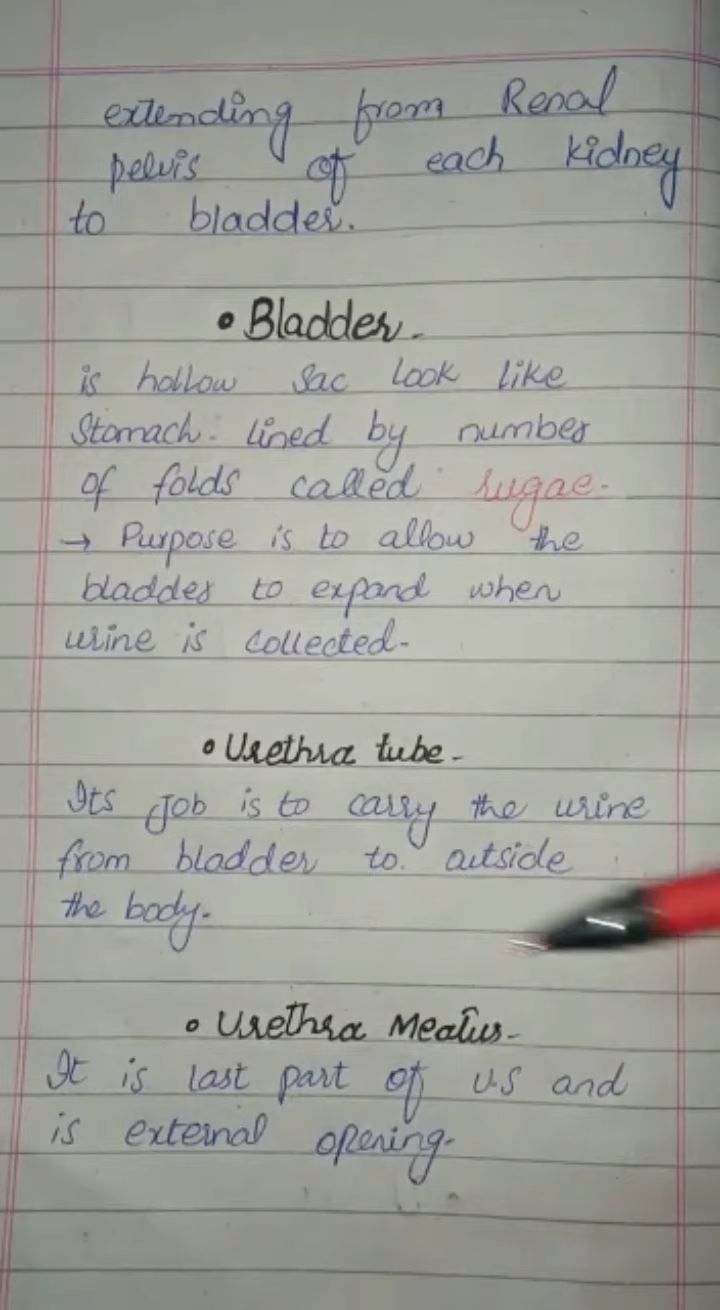 extending from Renal
pelvis of each kidney
to bladder.
• Bladder.
is hollow sac look like
Stomach. lined by number
of folds called rugae.
→ Purpose is to allow the
bladder to expand when
urine is collected.
• Urethra tube.
Its Job is to carry the urine
from bladder to. outside
the body.
• Urethra Meatus.
It is last part of U.S and
is external opening.